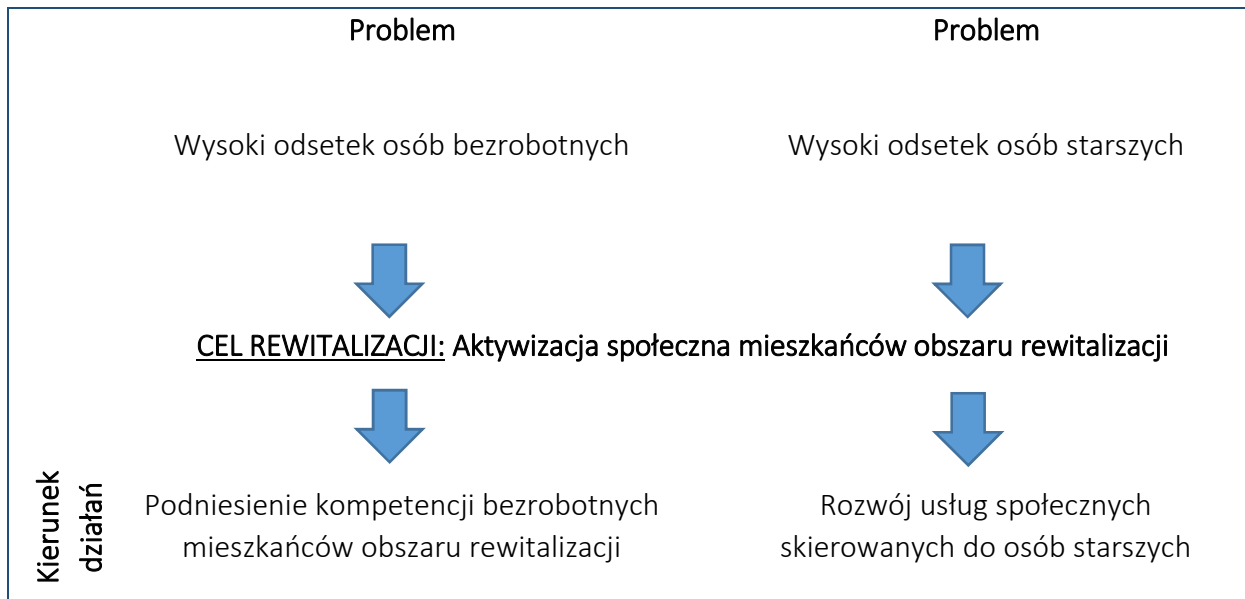 Problem
Problem
Wysoki odsetek osób bezrobotnych
Wysoki odsetek osób starszych
CEL REWITALIZACJI: Aktywizacja społeczna mieszkańców obszaru rewitalizacji
Kierunek
działań
Podniesienie kompetencji bezrobotnych
mieszkańców obszaru rewitalizacji
Rozwój usług społecznych
skierowanych do osób starszych